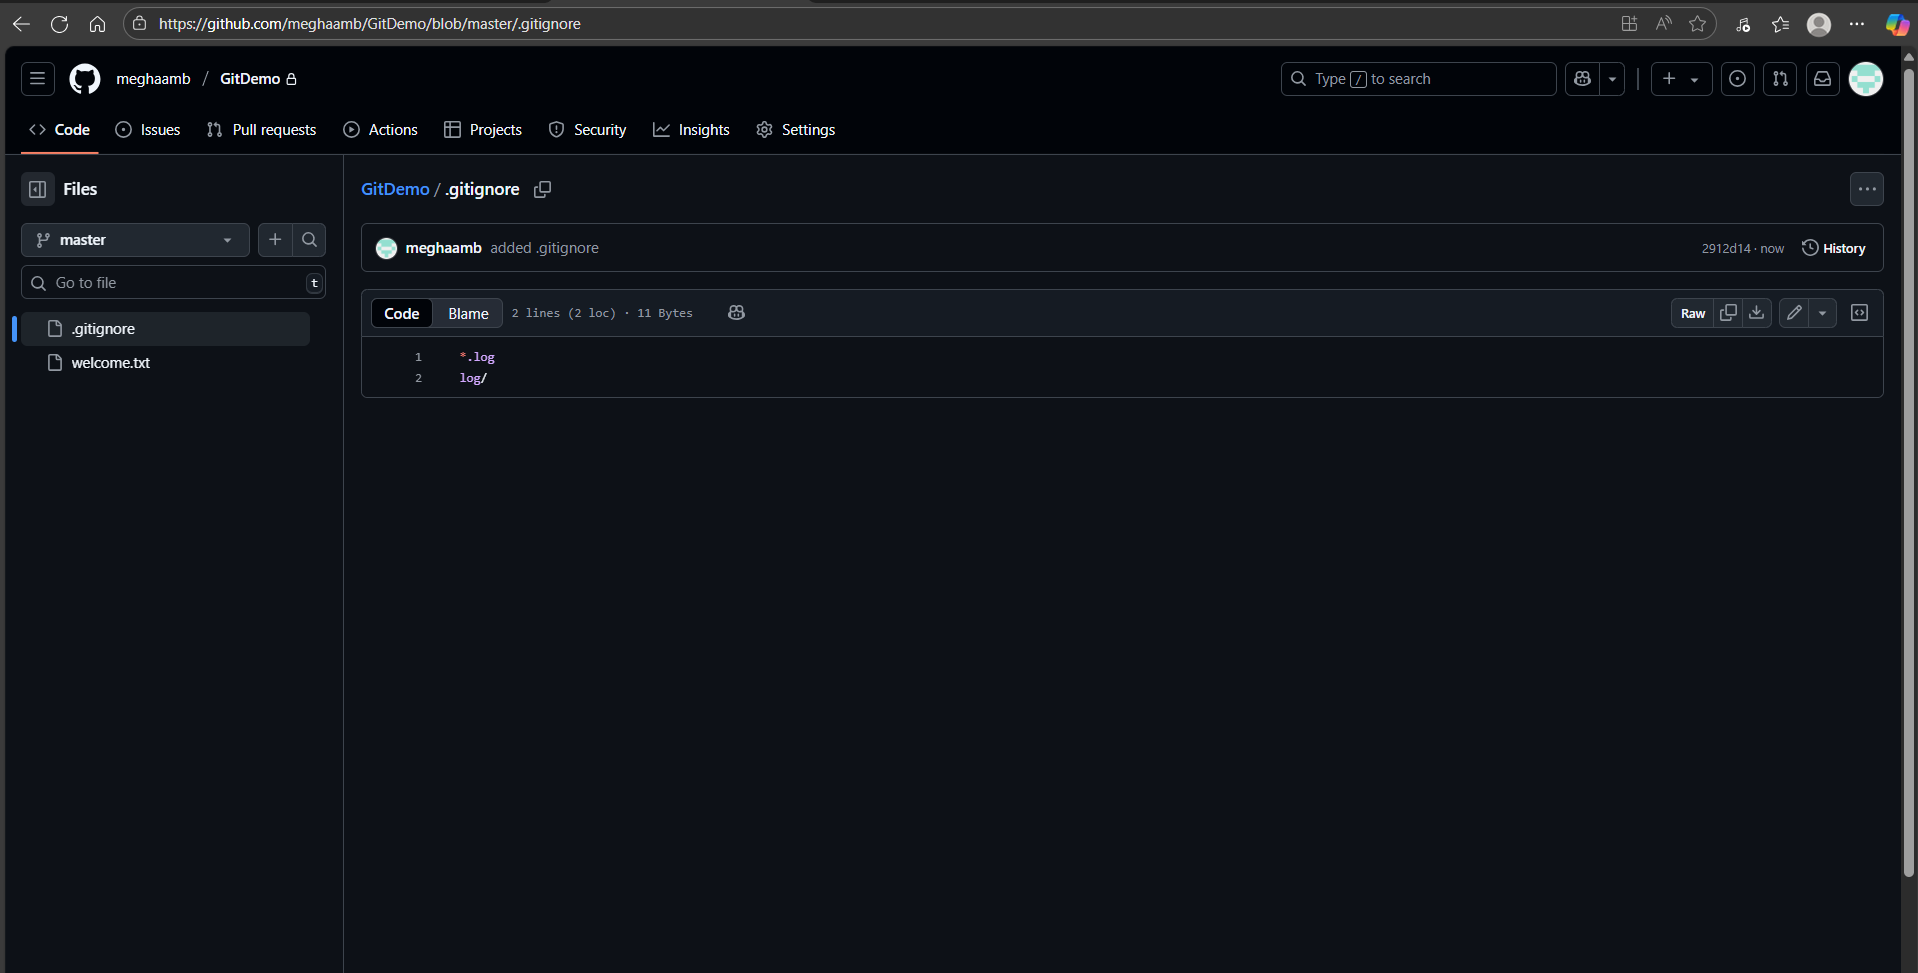 https://github.com/meghaamb/GitDemo/blob/master/.gitignore
meghaamb / GitDemo
Type / to search
Code Issues Pull requests Actions Projects Security Insights Settings
Files
GitDemo / .gitignore
master
meghaamb added .gitignore 2912d14 · now History
Go to file t
Code Blame 2 lines (2 loc) · 11 Bytes Raw
.gitignore
welcome.txt
1 *.log
2 log/